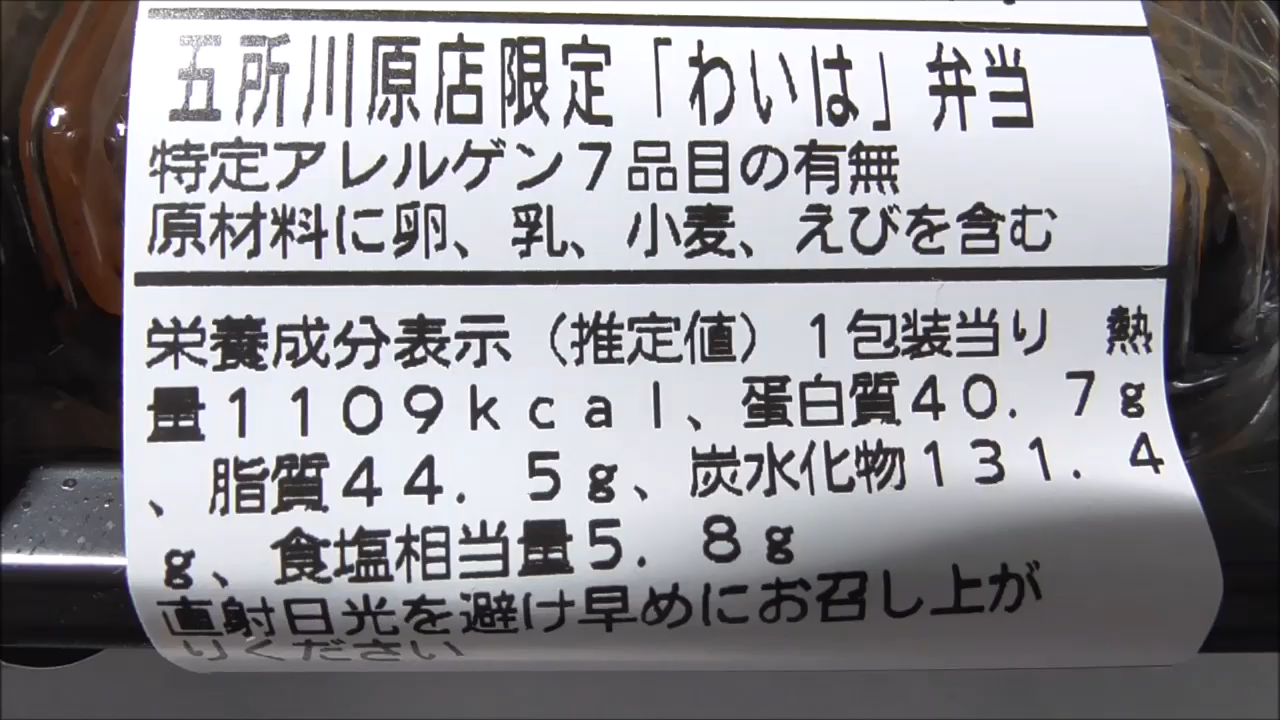 五所川原店限定「わいは」弁当
特定アレルゲン７品目の有無
原材料に卵、乳、小麦、えびを含む
栄養成分表示（推定値）１包装当り　熱
量１１０９ｋｃａｌ、蛋白質４０．７ｇ
、脂質４４．５ｇ、炭水化物１３１．４
ｇ、食塩相当量５．８ｇ
直射日光を避け早めにお召し上が
りください